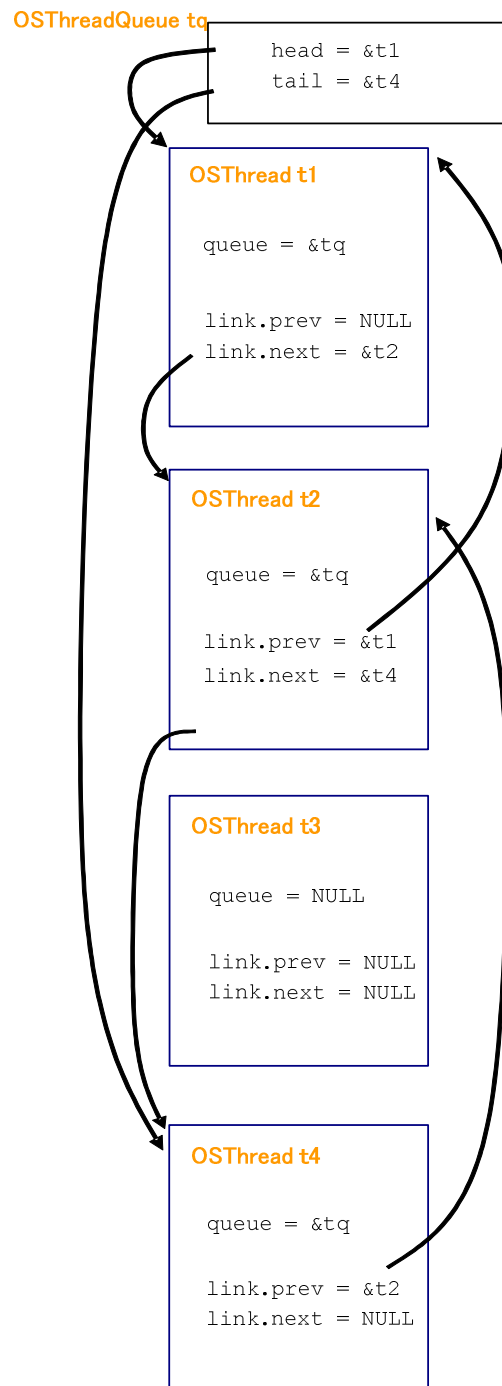 OSThreadQueue tq
head = &t1
tail = &t4
OSThread t1
queue = &tq
link.prev = NULL
link.next = &t2
OSThread t2
queue = &tq
link.prev = &t1
link.next = &t4
OSThread t3
queue = NULL
link.prev = NULL
link.next = NULL
OSThread t4
queue = &tq
link.prev = &t2
link.next = NULL